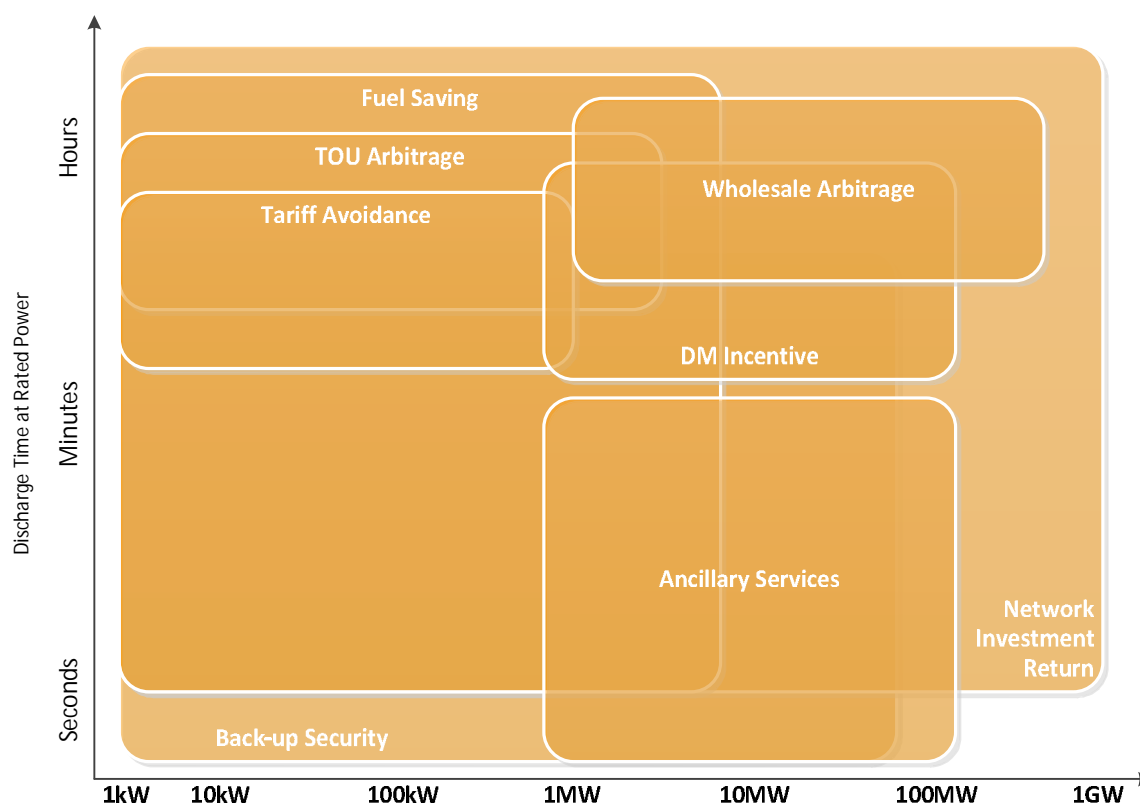 Fuel Saving
TOU Arbitrage
Wholesale Arbitrage
Tariff Avoidance
DM Incentive
Ancillary Services
Network
Investment
Return
Back-up Security
Discharge Time at Rated Power
Hours
Minutes
Seconds
1kW 10kW 100kW 1MW 10MW 100MW 1GW